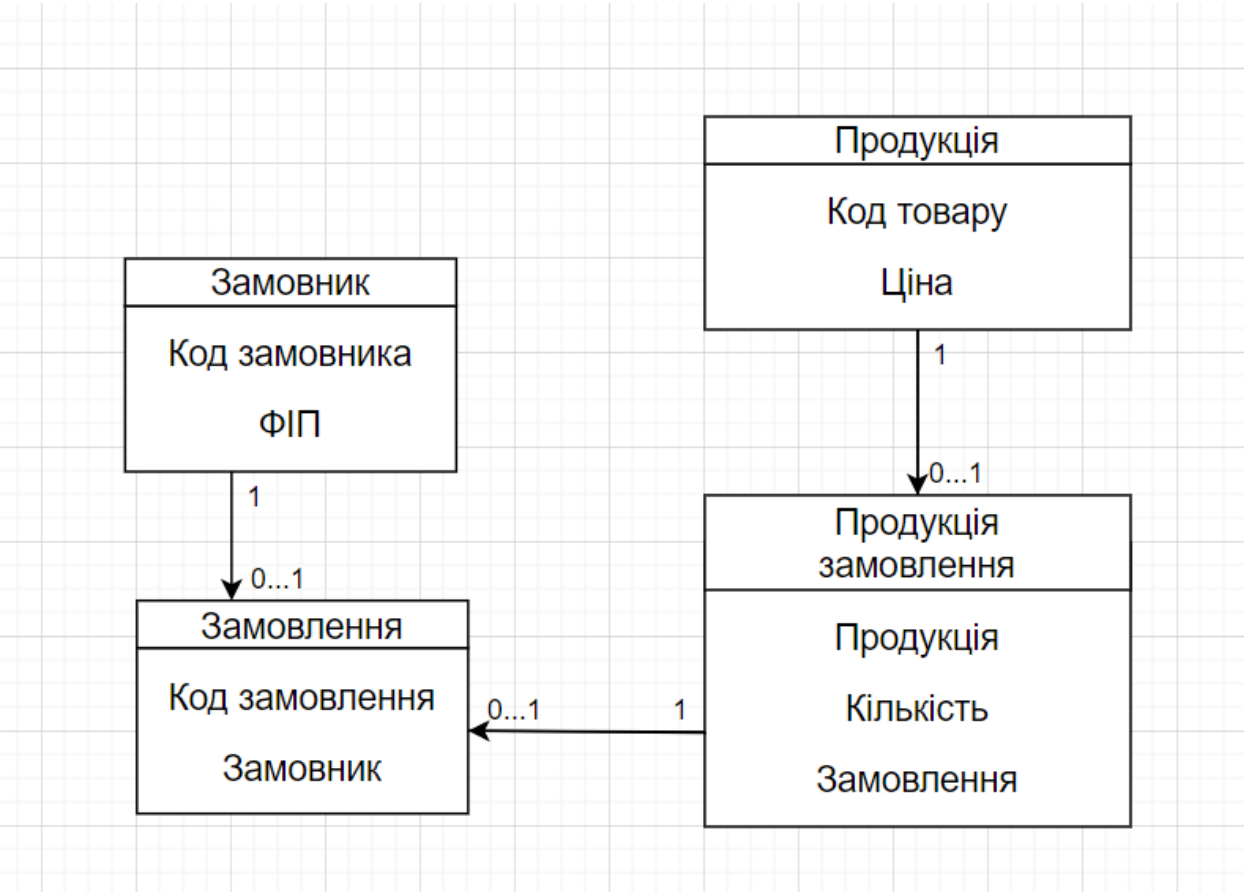 Продукція
Код товару
Ціна
1
0...1
Замовник
Код замовника
ФІП
1
0...1
Замовлення
Код замовлення
Замовник
0...1
1
Продукція
замовлення
Продукція
Кількість
Замовлення